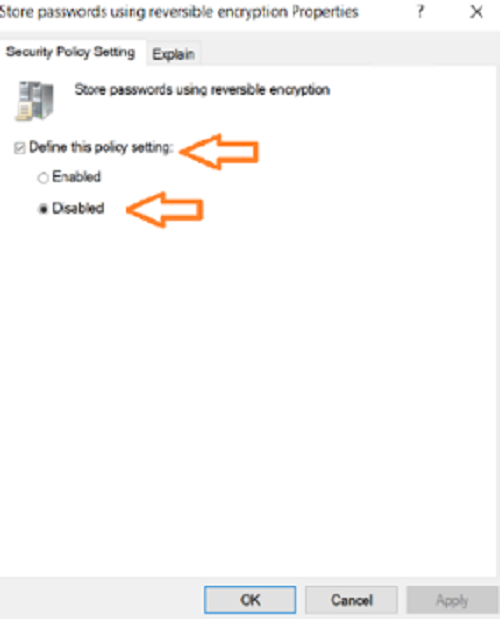 Store passwords using reversible encryption Properties ? X
Security Policy Setting Explain
Store passwords using reversible encryption
Define this policy setting:
Enabled
Disabled
OK Cancel Apply